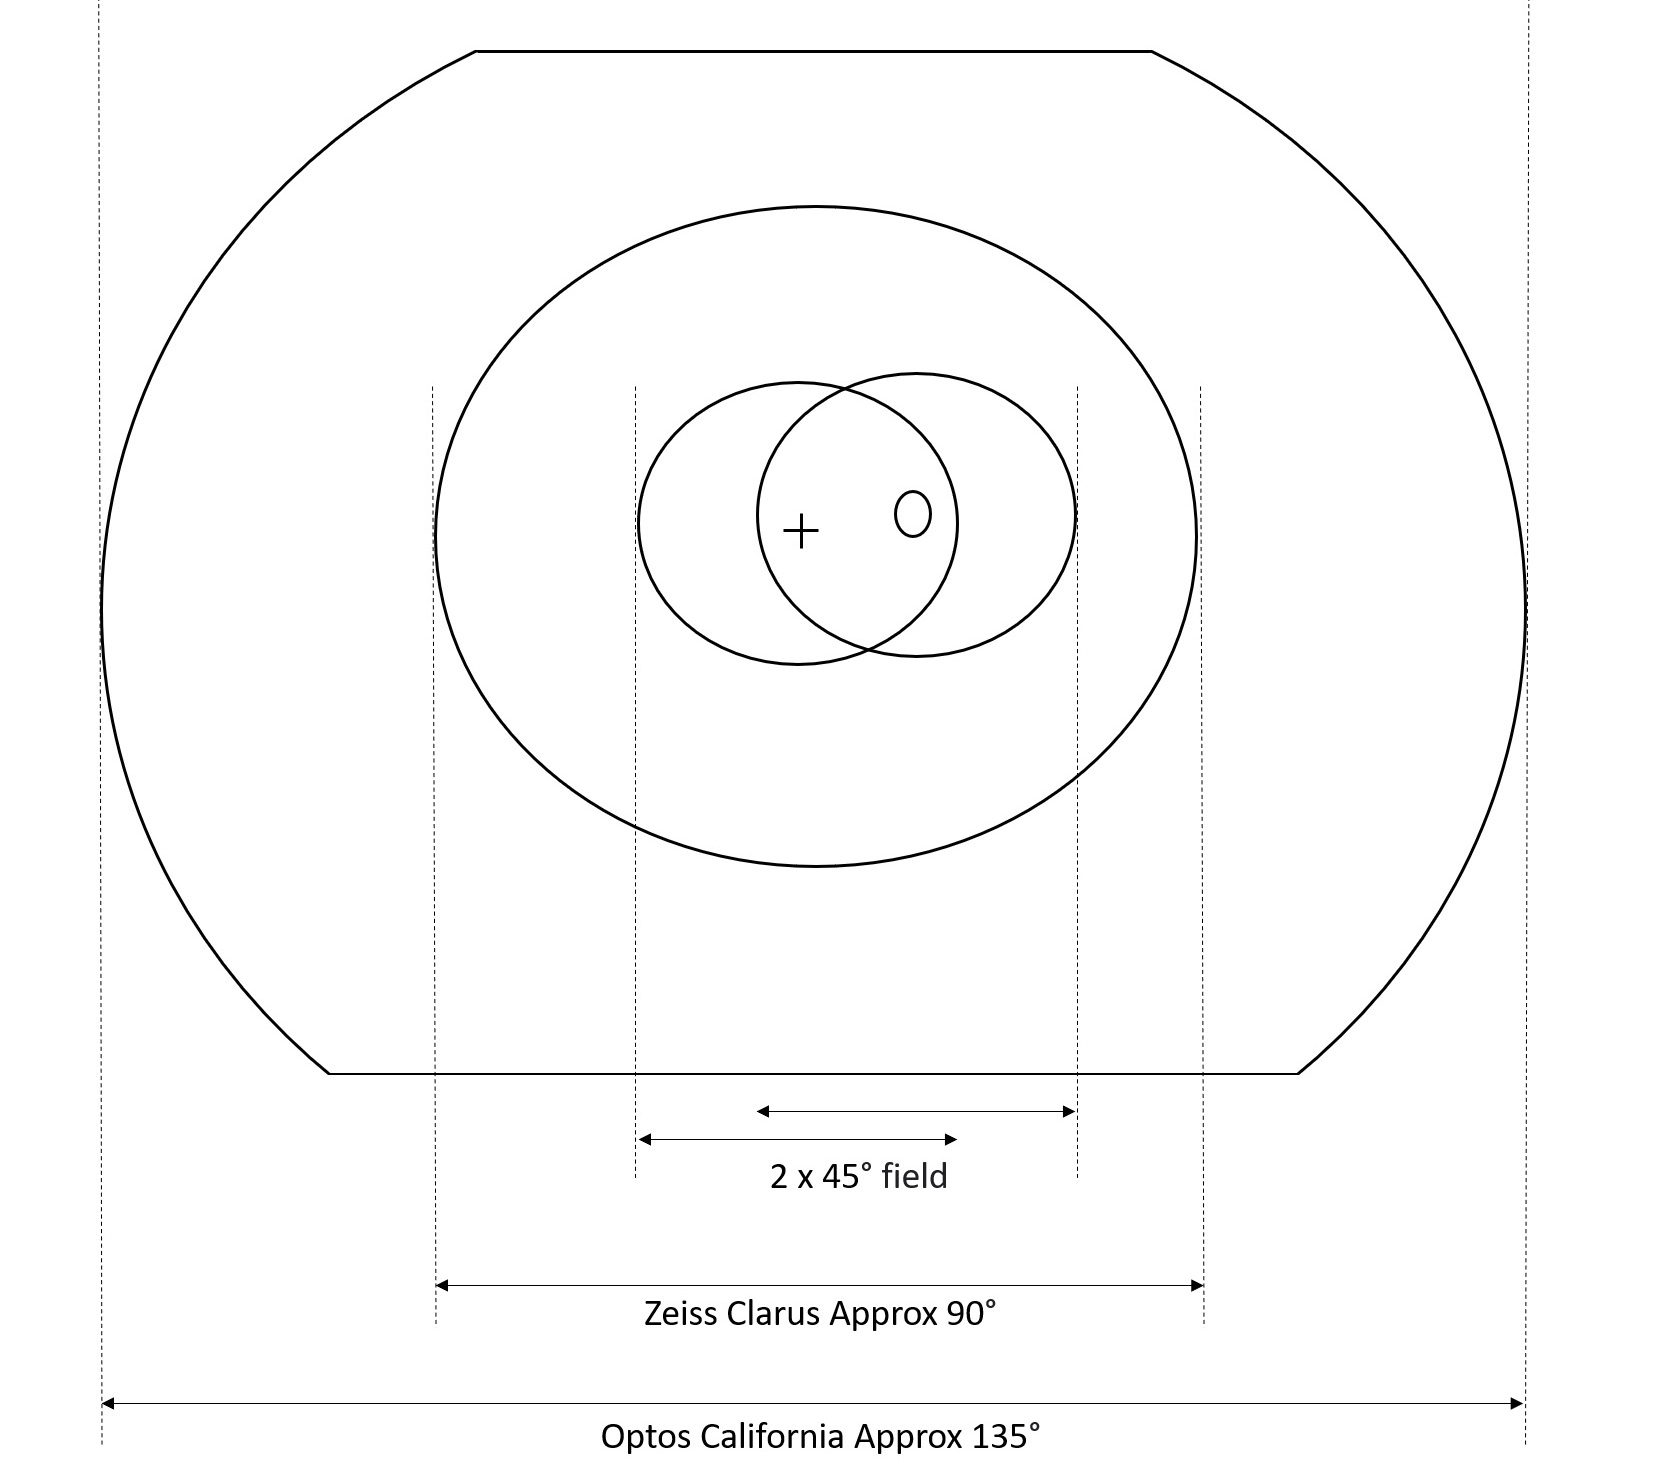 2 x 45° field
Zeiss Clarus Approx 90°
Optos California Approx 135°